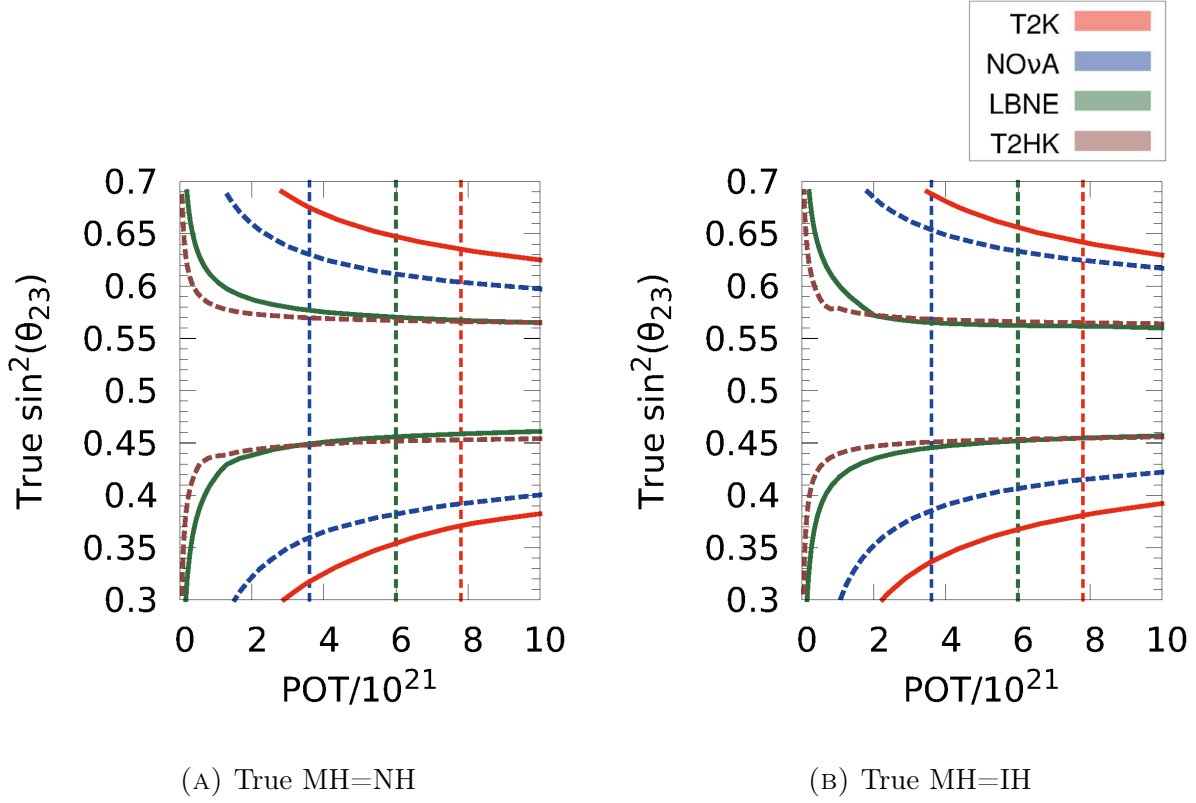 T2K
NOνA
LBNE
T2HK
0.7
0.65
0.6
0.55
0.5
0.45
0.4
0.35
0.3
True sin²(θ₂₃)
0 2 4 6 8 10
POT/10²¹
(A) True MH=NH
0.7
0.65
0.6
0.55
0.5
0.45
0.4
0.35
0.3
True sin²(θ₂₃)
0 2 4 6 8 10
POT/10²¹
(B) True MH=IH